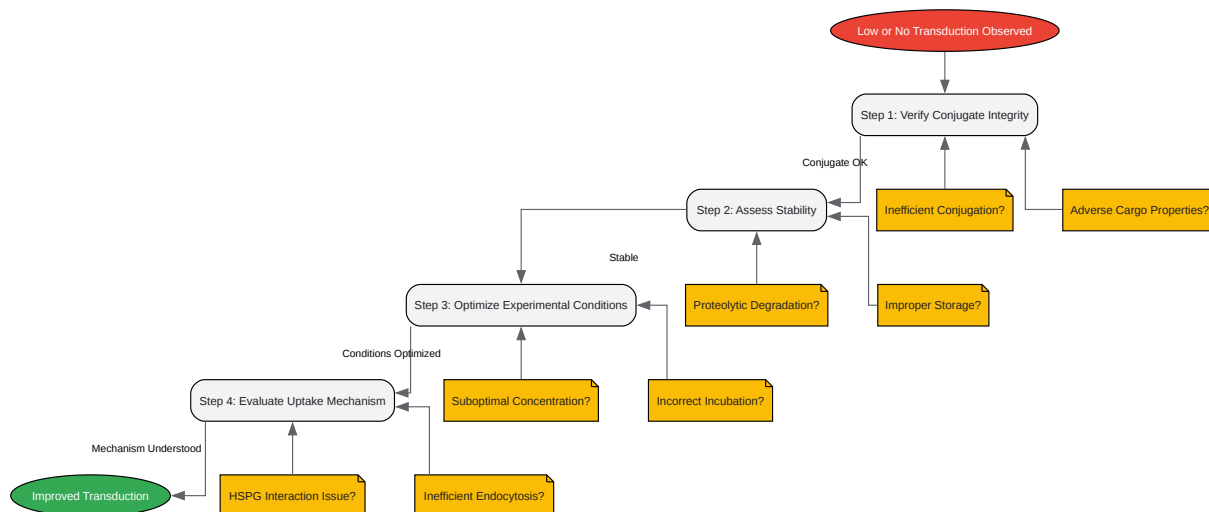 Low or No Transduction Observed
Step 1: Verify Conjugate Integrity
Conjugate OK
Step 2: Assess Stability
Inefficient Conjugation?
Adverse Cargo Properties?
Stable
Step 3: Optimize Experimental Conditions
Proteolytic Degradation?
Improper Storage?
Conditions Optimized
Step 4: Evaluate Uptake Mechanism
Suboptimal Concentration?
Incorrect Incubation?
Mechanism Understood
Improved Transduction
HSPG Interaction Issue?
Inefficient Endocytosis?